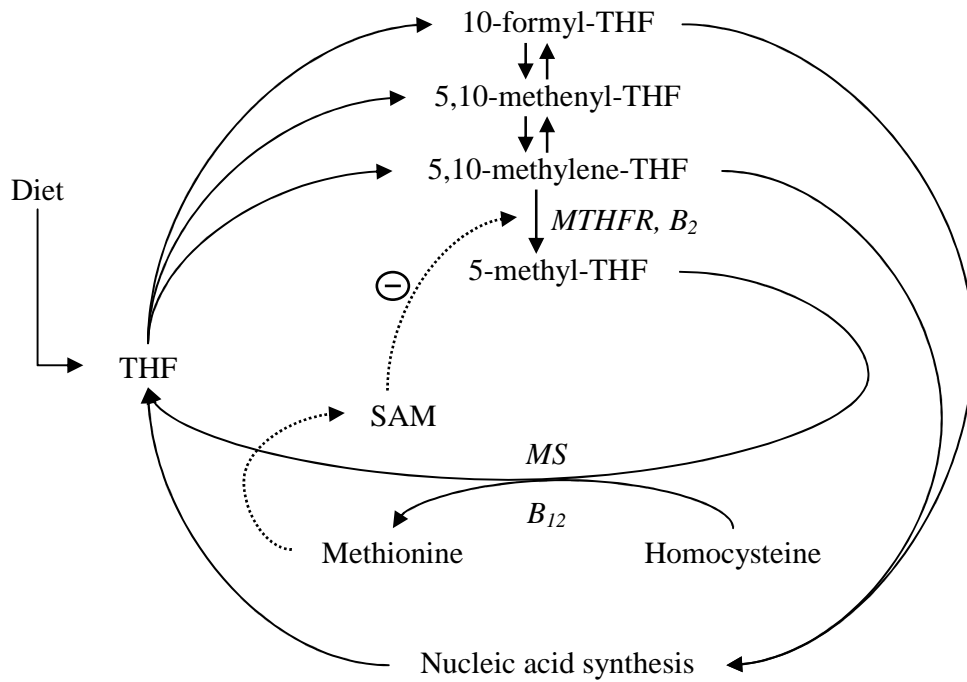 10-formyl-THF
5,10-methenyl-THF
5,10-methylene-THF
Diet
MTHFR, B2
5-methyl-THF
−
THF
SAM
MS
B12
Methionine
Homocysteine
Nucleic acid synthesis